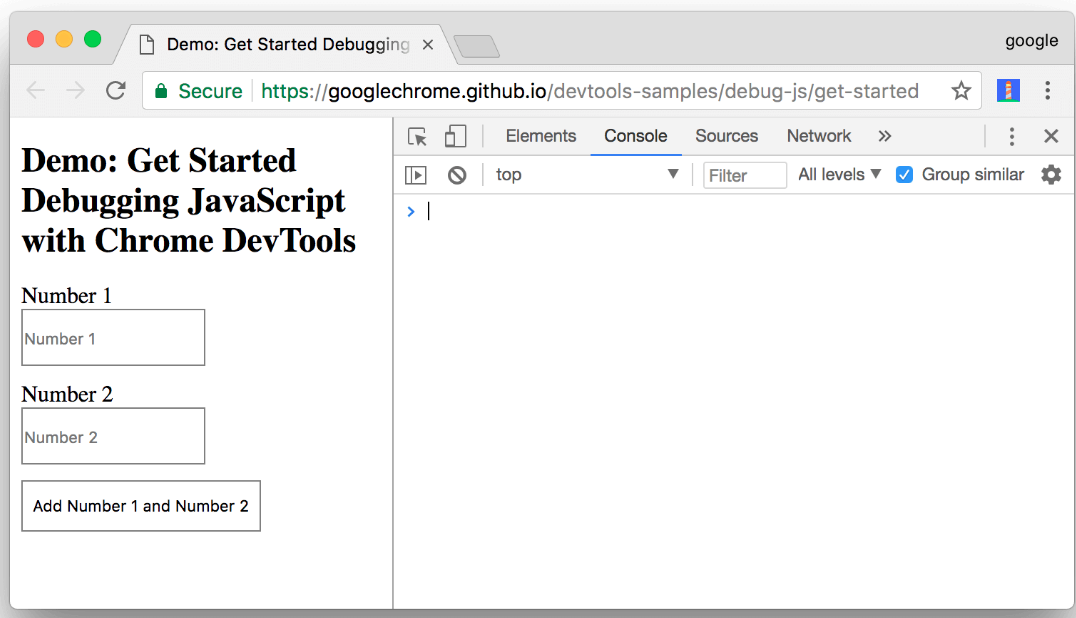 Demo: Get Started Debugging
google
Secure https://googlechrome.github.io/devtools-samples/debug-js/get-started
Elements Console Sources Network »
top Filter All levels Group similar
Demo: Get Started
Debugging JavaScript
with Chrome DevTools
Number 1
Number 1
Number 2
Number 2
Add Number 1 and Number 2